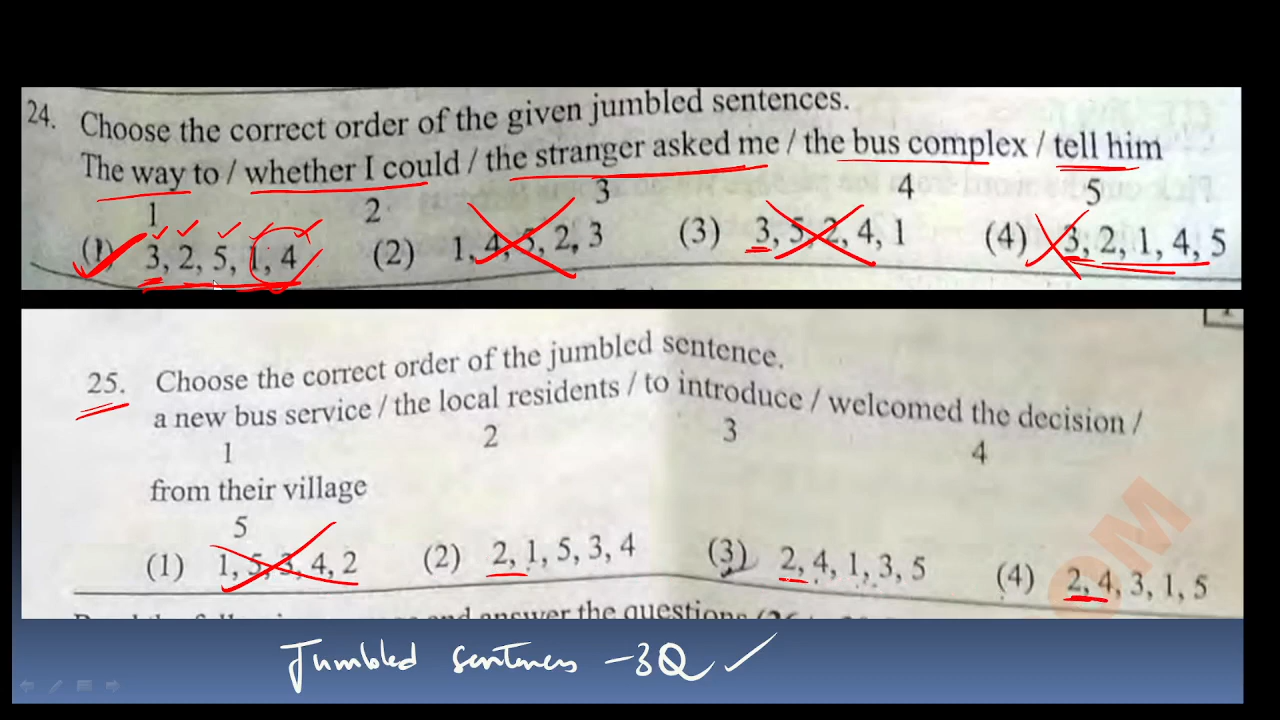 24. Choose the correct order of the given jumbled sentences.
The way to / whether I could / the stranger asked me / the bus complex / tell him
1 2 3 4 5
(1) 3, 2, 5, 1, 4 (2) 1, 4, 5, 2, 3 (3) 3, 5, 2, 4, 1 (4) 3, 2, 1, 4, 5
25. Choose the correct order of the jumbled sentence.
a new bus service / the local residents / to introduce / welcomed the decision /
1 2 3 4
from their village
5
(1) 1, 5, 3, 4, 2 (2) 2, 1, 5, 3, 4 (3) 2, 4, 1, 3, 5 (4) 2, 4, 3, 1, 5
and answer the questions
OM
Jumbled sentences - 3Q ✓